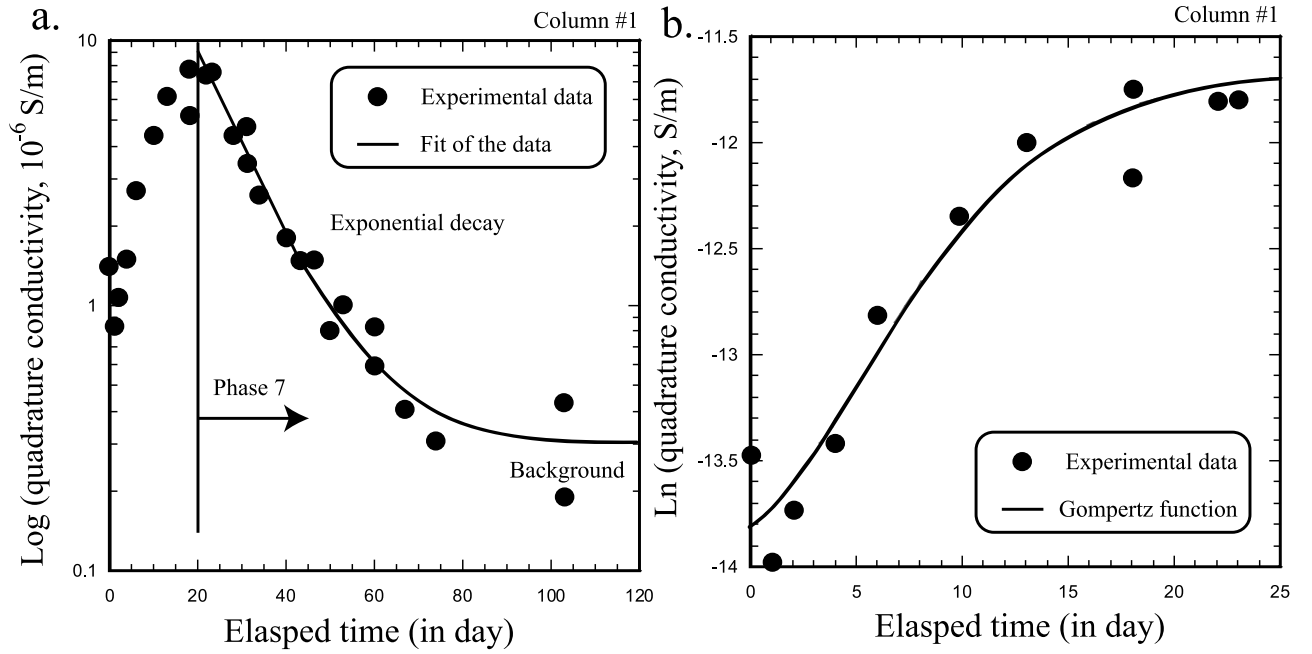 a.
Column #1
Log (quadrature conductivity, 10-6 S/m)
10
1
0.1
Experimental data
Fit of the data
Exponential decay
Phase 7
Background
0 20 40 60 80 100 120
Elasped time (in day)
b.
Column #1
Ln (quadrature conductivity, S/m)
-11.5
-12
-12.5
-13
-13.5
-14
Experimental data
Gompertz function
0 5 10 15 20 25
Elasped time (in day)